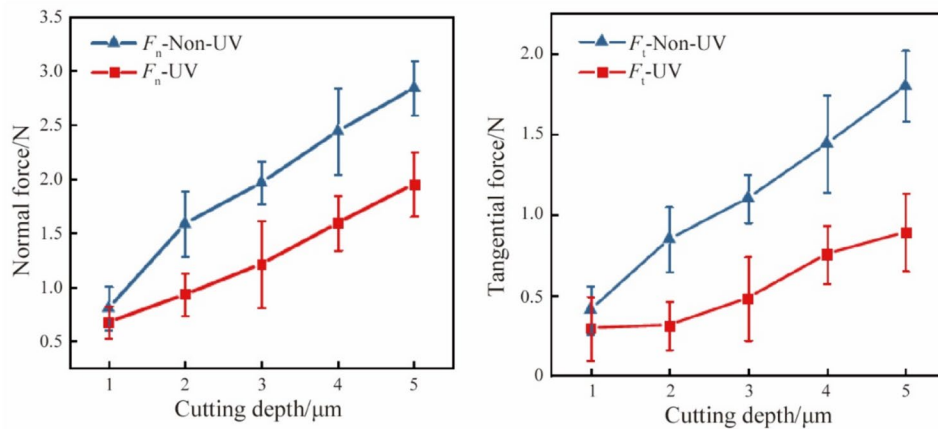 3.5
3.0
2.5
2.0
1.5
1.0
0.5
Normal force/N
Fn-Non-UV
Fn-UV
1 2 3 4 5
Cutting depth/μm
2.0
1.5
1.0
0.5
0
Tangential force/N
Ft-Non-UV
Ft-UV
1 2 3 4 5
Cutting depth/μm